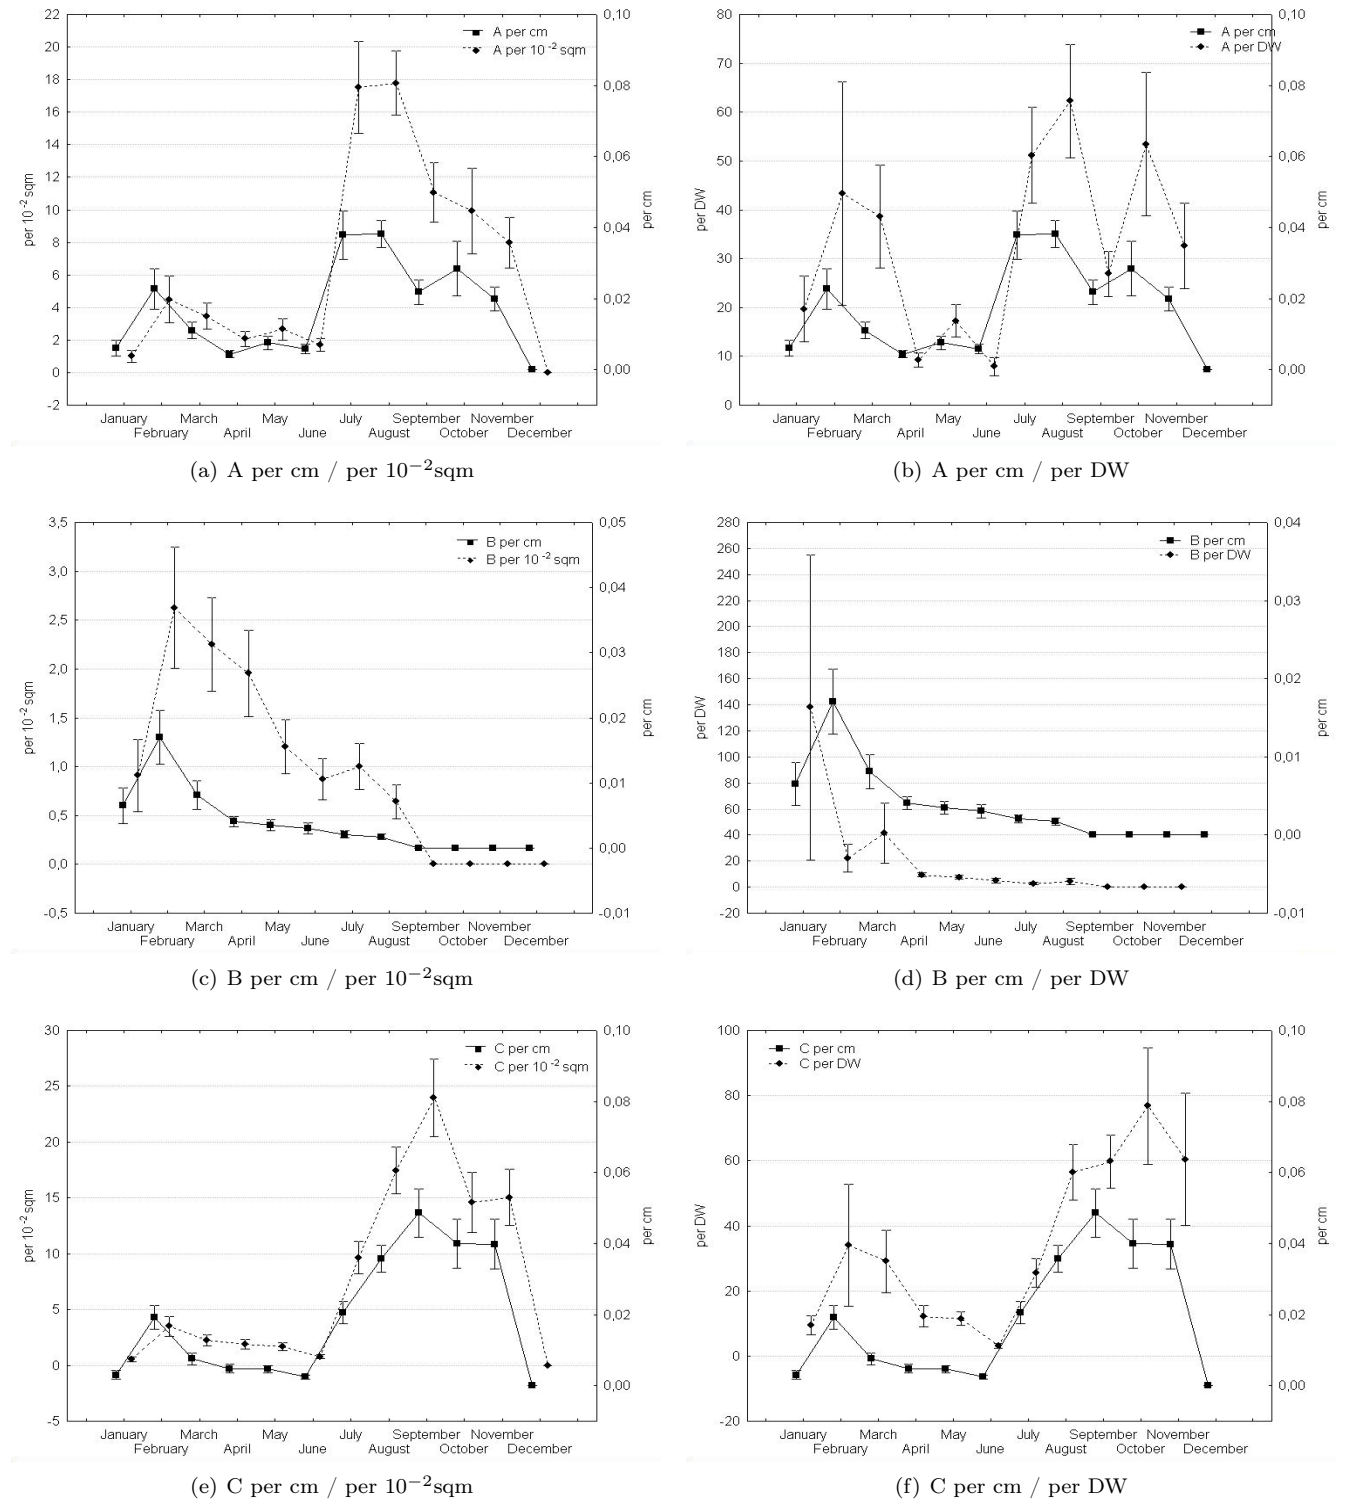 22
20
18
16
14
12
10
8
6
4
2
0
-2
per 10⁻² sqm
0,10
0,08
0,06
0,04
0,02
0,00
per cm
A per cm
A per 10⁻² sqm
January March May July September November
February April June August October December
(a) A per cm / per 10⁻²sqm
80
70
60
50
40
30
20
10
0
per DW
0,10
0,08
0,06
0,04
0,02
0,00
per cm
A per cm
A per DW
January March May July September November
February April June August October December
(b) A per cm / per DW
3,5
3,0
2,5
2,0
1,5
1,0
0,5
0,0
-0,5
per 10⁻² sqm
0,05
0,04
0,03
0,02
0,01
0,00
-0,01
per cm
B per cm
B per 10⁻² sqm
January March May July September November
February April June August October December
(c) B per cm / per 10⁻²sqm
280
260
240
220
200
180
160
140
120
100
80
60
40
20
0
-20
per DW
0,04
0,03
0,02
0,01
0,00
-0,01
per cm
B per cm
B per DW
January March May July September November
February April June August October December
(d) B per cm / per DW
30
25
20
15
10
5
0
-5
per 10⁻² sqm
0,10
0,08
0,06
0,04
0,02
0,00
per cm
C per cm
C per 10⁻² sqm
January March May July September November
February April June August October December
(e) C per cm / per 10⁻²sqm
100
80
60
40
20
0
-20
per DW
0,10
0,08
0,06
0,04
0,02
0,00
per cm
C per cm
C per DW
January March May July September November
February April June August October December
(f) C per cm / per DW